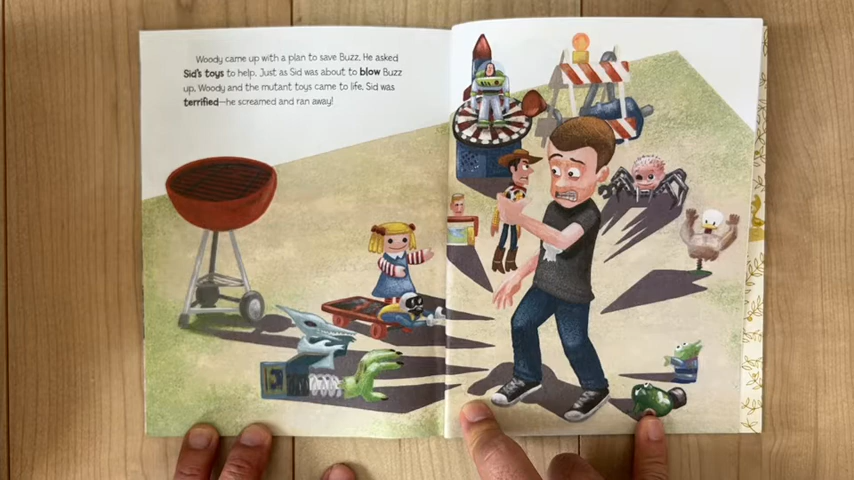 Woody came up with a plan to save Buzz. He asked
Sid's toys to help. Just as Sid was about to blow Buzz
up, Woody and the mutant toys came to life. Sid was
terrified—he screamed and ran away!